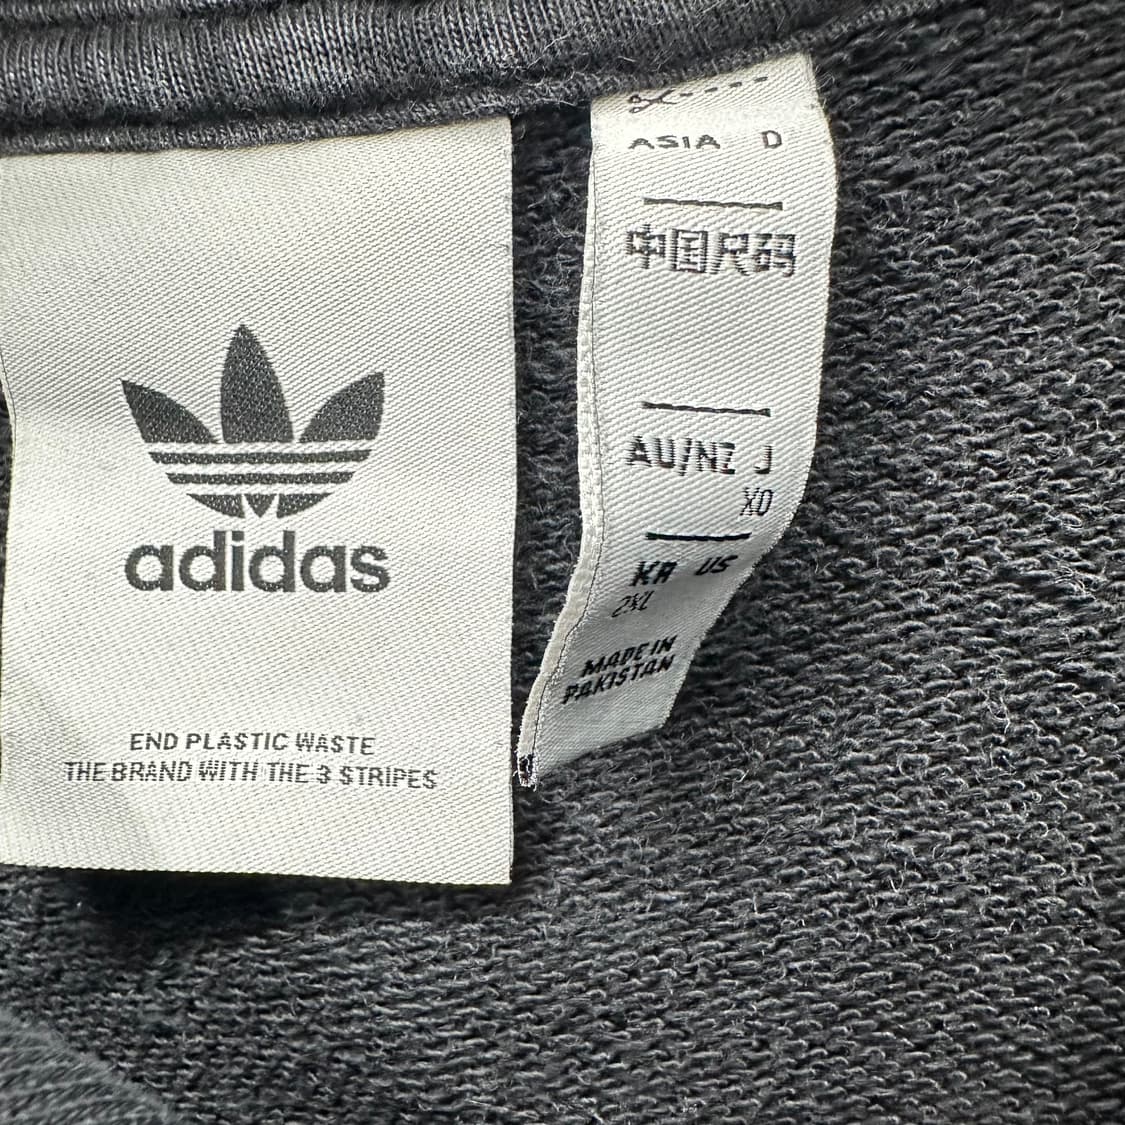 adidas
END PLASTIC WASTE
THE BRAND WITH THE 3 STRIPES
ASIA D
中国尺码
AU/NZ J
XO
KR US
2XL
MADE IN
PAKISTAN